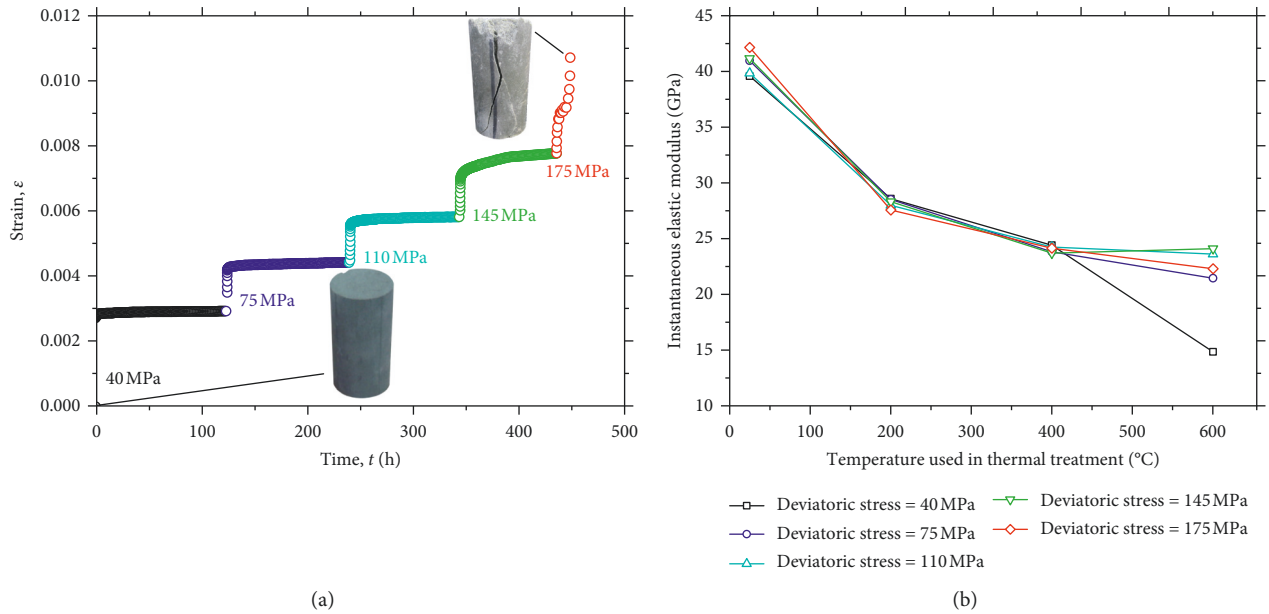 0.012
0.010
0.008
0.006
0.004
0.002
0.000
Strain, ε
40 MPa
75 MPa
110 MPa
145 MPa
175 MPa
0
100
200
300
400
500
Time, t (h)
(a)
45
40
35
30
25
20
15
10
Instantaneous elastic modulus (GPa)
0
100
200
300
400
500
600
Temperature used in thermal treatment (°C)
Deviatoric stress = 40 MPa
Deviatoric stress = 75 MPa
Deviatoric stress = 110 MPa
Deviatoric stress = 145 MPa
Deviatoric stress = 175 MPa
(b)